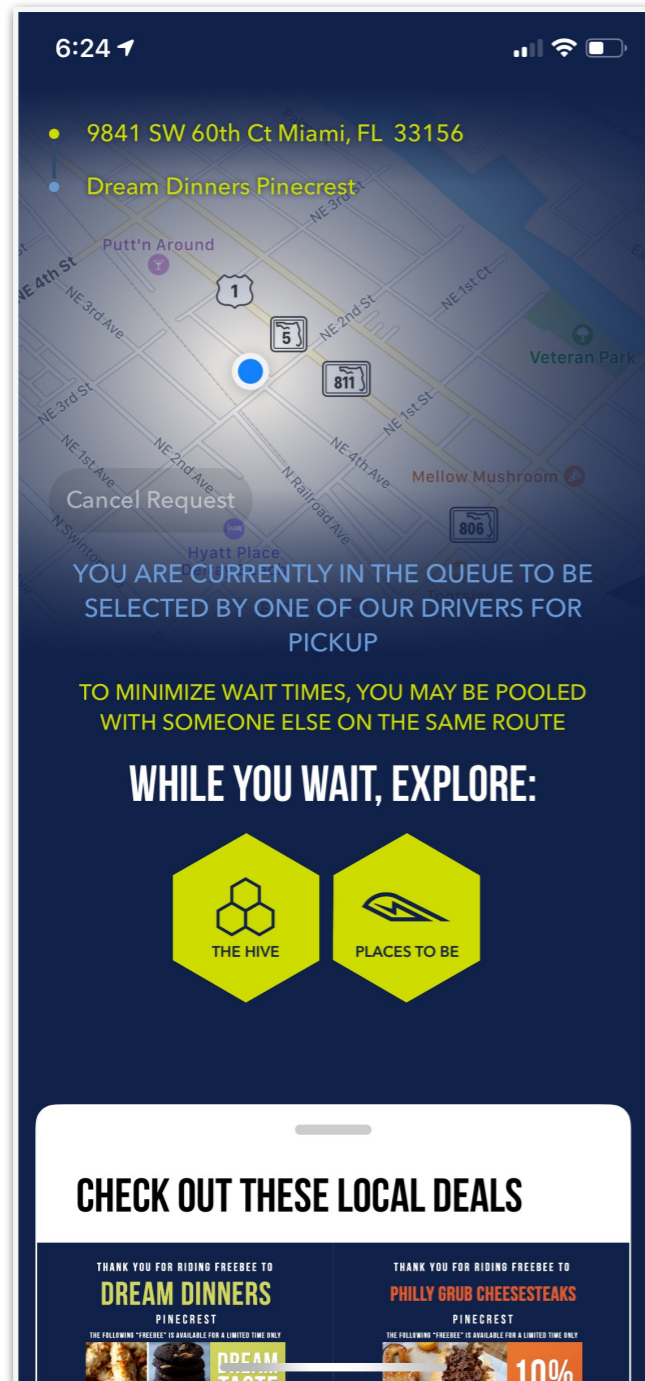 6:24
9841 SW 60th Ct Miami, FL 33156
Dream Dinners Pinecrest
NE 3rd St
Putt'n Around
NE 4th St
1
NE 1st Ct
NE 3rd Ave
5
NE 2nd St
Veteran Park
811
NE 3rd St
NE 1st St
NE 1st Ave
NE 2nd Ave
NE 4th Ave
Mellow Mushroom
Cancel Request
N Railroad Ave
806
N Swinton
Hyatt Place
YOU ARE CURRENTLY IN THE QUEUE TO BE
SELECTED BY ONE OF OUR DRIVERS FOR
PICKUP
TO MINIMIZE WAIT TIMES, YOU MAY BE POOLED
WITH SOMEONE ELSE ON THE SAME ROUTE
WHILE YOU WAIT, EXPLORE:
THE HIVE
PLACES TO BE
CHECK OUT THESE LOCAL DEALS
THANK YOU FOR RIDING FREEBEE TO
DREAM DINNERS
PINECREST
THE FOLLOWING "FREEBEE" IS AVAILABLE FOR A LIMITED TIME ONLY
DREAM
TASTE
THANK YOU FOR RIDING FREEBEE TO
PHILLY GRUB CHEESESTEAKS
PINECREST
THE FOLLOWING "FREEBEE" IS AVAILABLE FOR A LIMITED TIME ONLY
10%